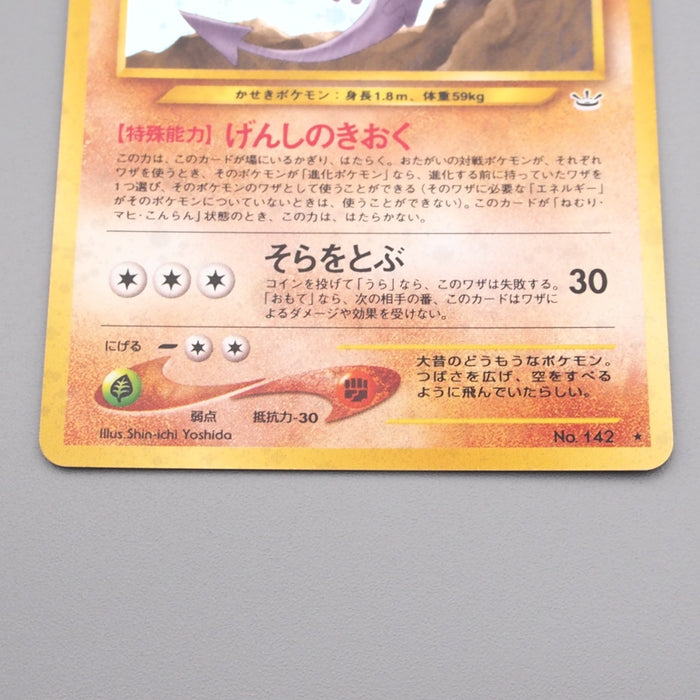 かせきポケモン：身長1.8m、体重59kg
【特殊能力】げんしのきおく
この力は、このカードが場にいるかぎり、はたらく。おたがいの対戦ポケモンが、それぞれ
ワザを使うとき、そのポケモンが「進化ポケモン」なら、進化する前に持っていたワザを
1つ選び、そのポケモンのワザとして使うことができる（そのワザに必要な「エネルギー」
がそのポケモンについていないときは、使うことができない）。このカードが「ねむり・
マヒ・こんらん」状態のとき、この力は、はたらかない。
そらをとぶ 30
コインを投げて「うら」なら、このワザは失敗する。
「おもて」なら、次の相手の番、このカードはワザに
よるダメージや効果を受けない。
にげる
弱点 抵抗力-30
大昔のどうもうなポケモン。
つばさを広げ、空をすべる
ように飛んでいたらしい。
Illus.Shin-ichi Yoshida
No. 142 ★